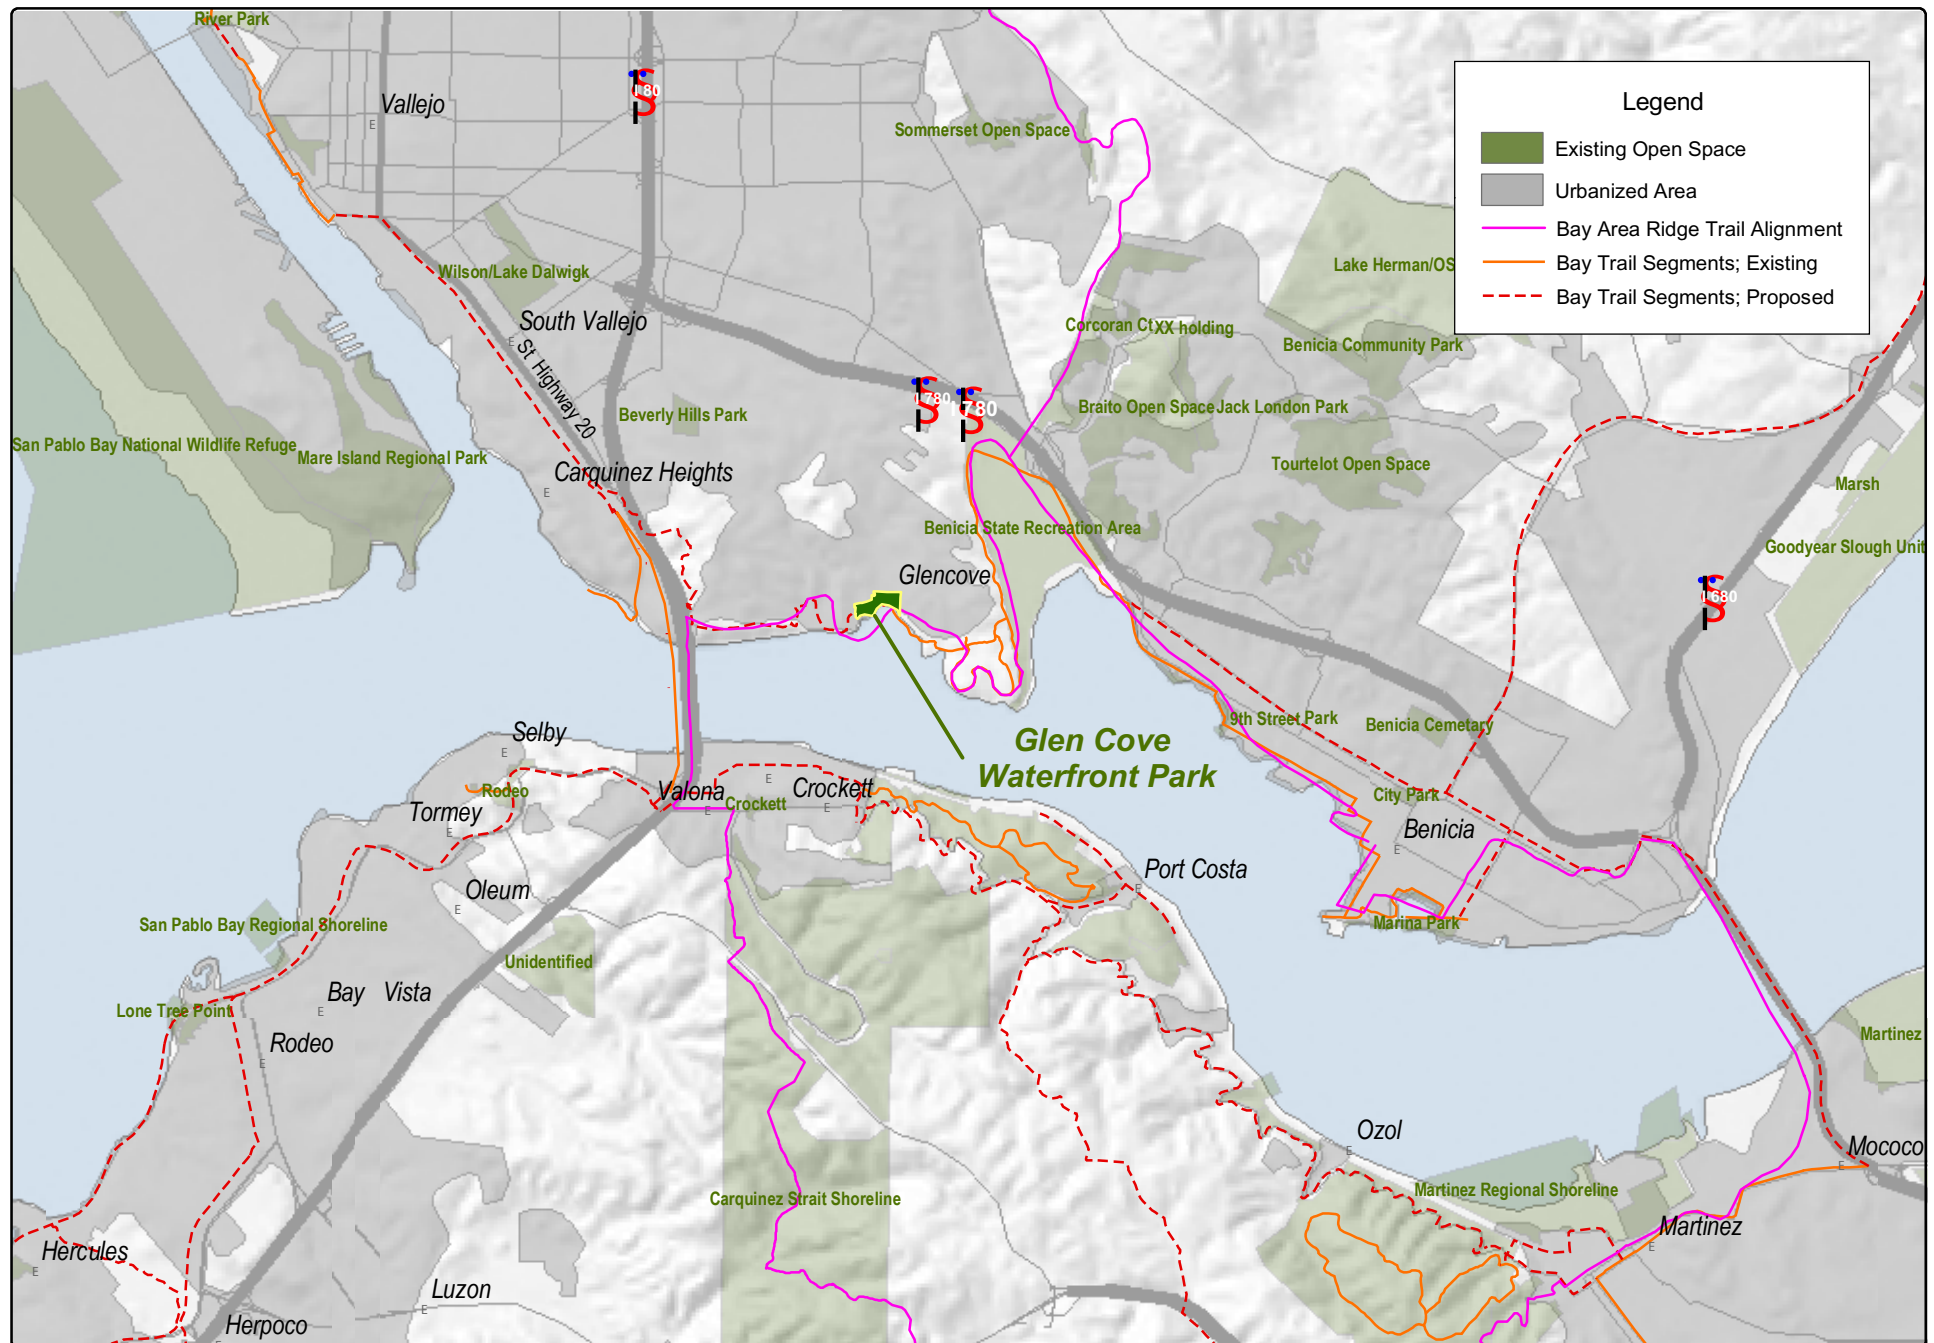 River Park
Vallejo
I 80
Sommerset Open Space
Legend
Existing Open Space
Urbanized Area
Bay Area Ridge Trail Alignment
Bay Trail Segments; Existing
Bay Trail Segments; Proposed
Wilson/Lake Dalwigk
Lake Herman/OS
South Vallejo
Corcoran Ct
XX holding
Benicia Community Park
St Highway 20
I 780
I 780
Beverly Hills Park
Braito Open Space
Jack London Park
San Pablo Bay National Wildlife Refuge
Mare Island Regional Park
Carquinez Heights
Tourtelot Open Space
Marsh
Benicia State Recreation Area
Goodyear Slough Unit
Glencove
I 680
Glen Cove
Waterfront Park
9th Street Park
Benicia Cemetary
Selby
Rodeo
Valona
Crockett
Crockett
City Park
Tormey
Benicia
Port Costa
Oleum
San Pablo Bay Regional Shoreline
Marina Park
Unidentified
Bay Vista
Lone Tree Point
Rodeo
Martinez
Ozol
Mococo
Carquinez Strait Shoreline
Martinez Regional Shoreline
Martinez
Hercules
Luzon
Herpoco